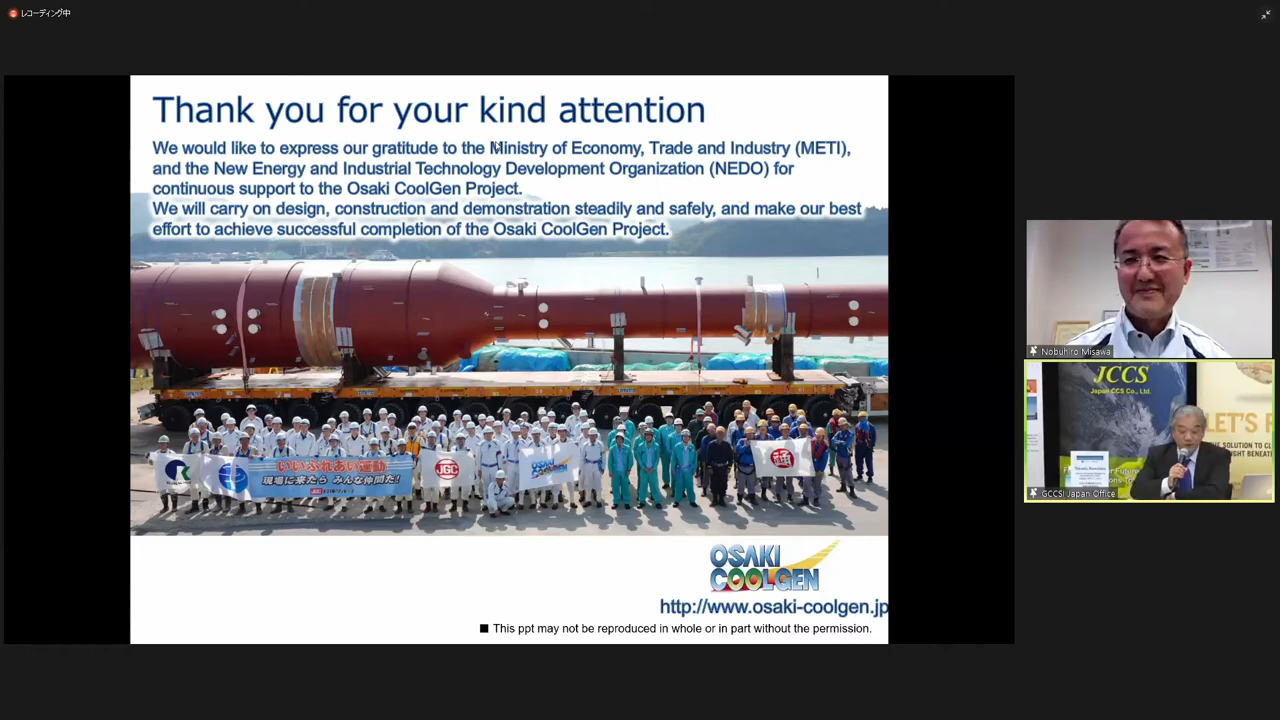 レコーディング中
Thank you for your kind attention
We would like to express our gratitude to the Ministry of Economy, Trade and Industry (METI),
and the New Energy and Industrial Technology Development Organization (NEDO) for
continuous support to the Osaki CoolGen Project.
We will carry on design, construction and demonstration steadily and safely, and make our best
effort to achieve successful completion of the Osaki CoolGen Project.
いいふれあい運動
現場に来たら みんな仲間だ!
JGC
OSAKI
COOLGEN
OSAKI
COOLGEN
http://www.osaki-coolgen.jp
■ This ppt may not be reproduced in whole or in part without the permission.
Nobuhiro Misawa
JCCS
Japan CCS Co., Ltd.
LET'S
GCCSI Japan Office